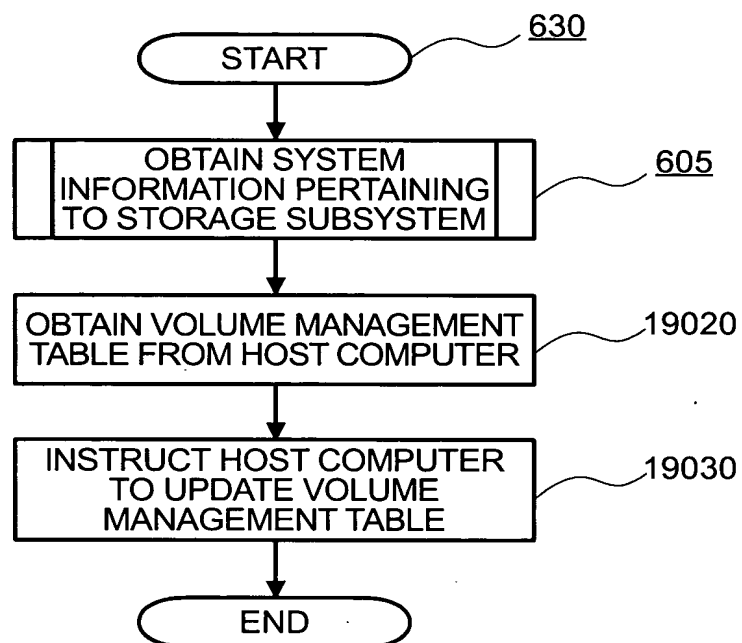 630
START
OBTAIN SYSTEM
INFORMATION PERTAINING
TO STORAGE SUBSYSTEM
605
OBTAIN VOLUME MANAGEMENT
TABLE FROM HOST COMPUTER
19020
INSTRUCT HOST COMPUTER
TO UPDATE VOLUME
MANAGEMENT TABLE
19030
END